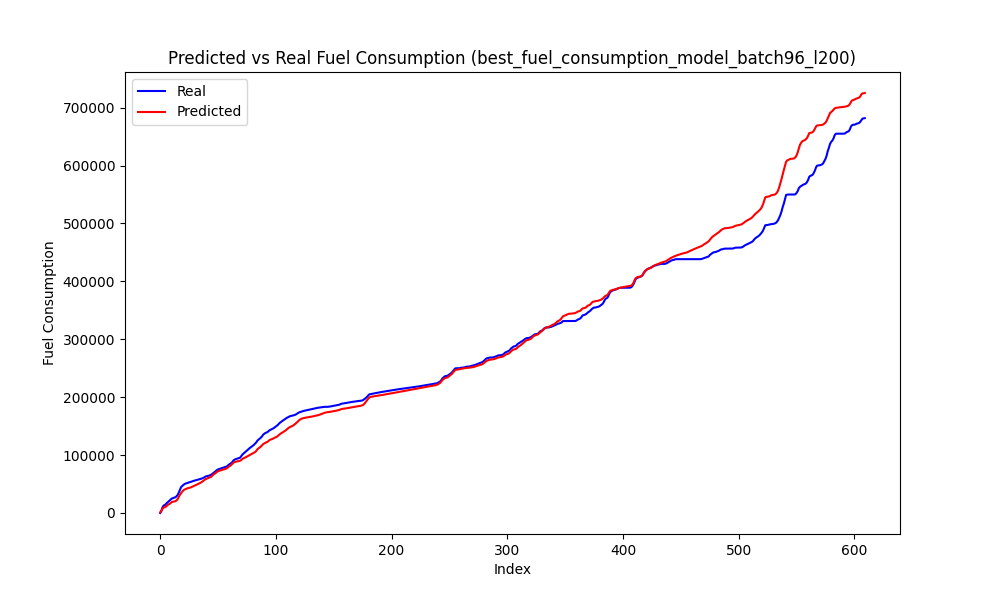 Predicted vs Real Fuel Consumption (best_fuel_consumption_model_batch96_l200)
Real
Predicted
700000
600000
500000
400000
300000
200000
100000
0
Fuel Consumption
0 100 200 300 400 500 600
Index